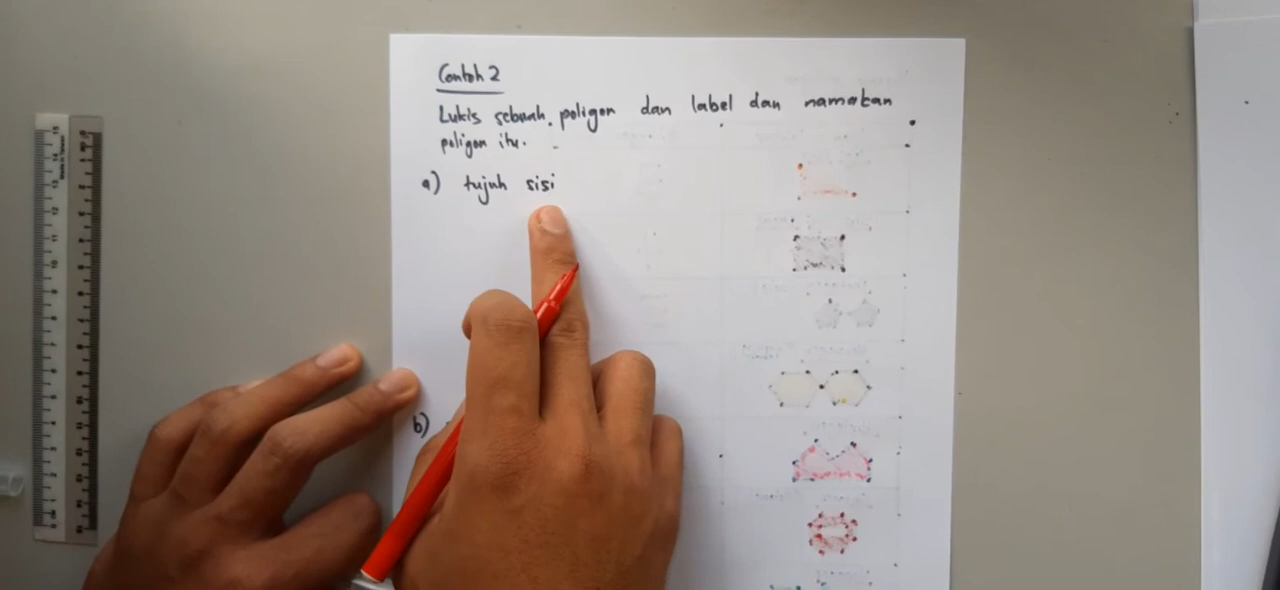 Contoh 2
Lukis sebuah poligon dan label dan namakan
poligon itu.
a) tujuh sisi
b)